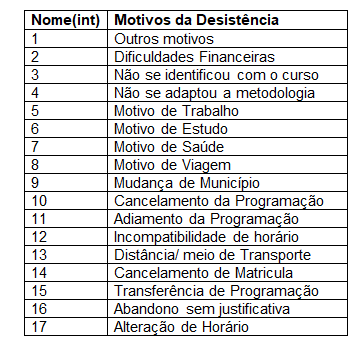 Nome(int) Motivos da Desistência
1 Outros motivos
2 Dificuldades Financeiras
3 Não se identificou com o curso
4 Não se adaptou a metodologia
5 Motivo de Trabalho
6 Motivo de Estudo
7 Motivo de Saúde
8 Motivo de Viagem
9 Mudança de Município
10 Cancelamento da Programação
11 Adiamento da Programação
12 Incompatibilidade de horário
13 Distância/ meio de Transporte
14 Cancelamento de Matricula
15 Transferência de Programação
16 Abandono sem justificativa
17 Alteração de Horário